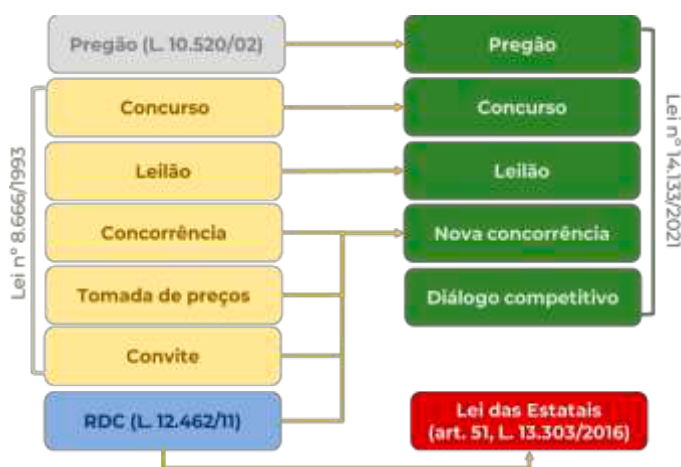 Pregão (L. 10.520/02)
Concurso
Leilão
Concorrência
Tomada de preços
Convite
RDC (L. 12.462/11)
Lei nº 8.666/1993
Pregão
Concurso
Leilão
Nova concorrência
Diálogo competitivo
Lei nº 14.133/2021
Lei das Estatais
(art. 51, L. 13.303/2016)